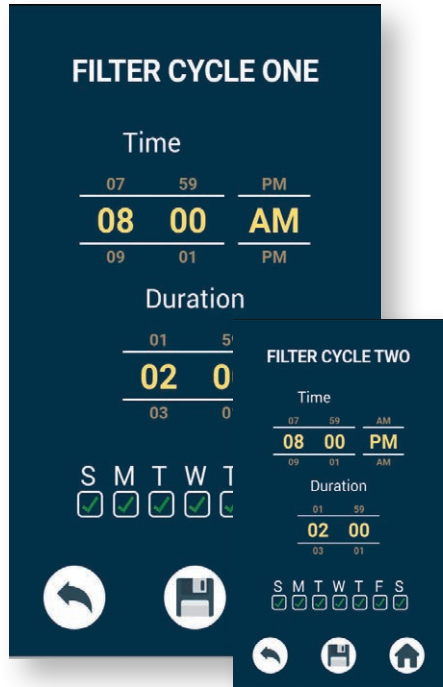 FILTER CYCLE ONE
Time
07 59 PM
08 00 AM
09 01 PM
Duration
01
02
03
S M T W
FILTER CYCLE TWO
Time
07 59 AM
08 00 PM
09 01 AM
Duration
01 59
02 00
03 01
S M T W T F S